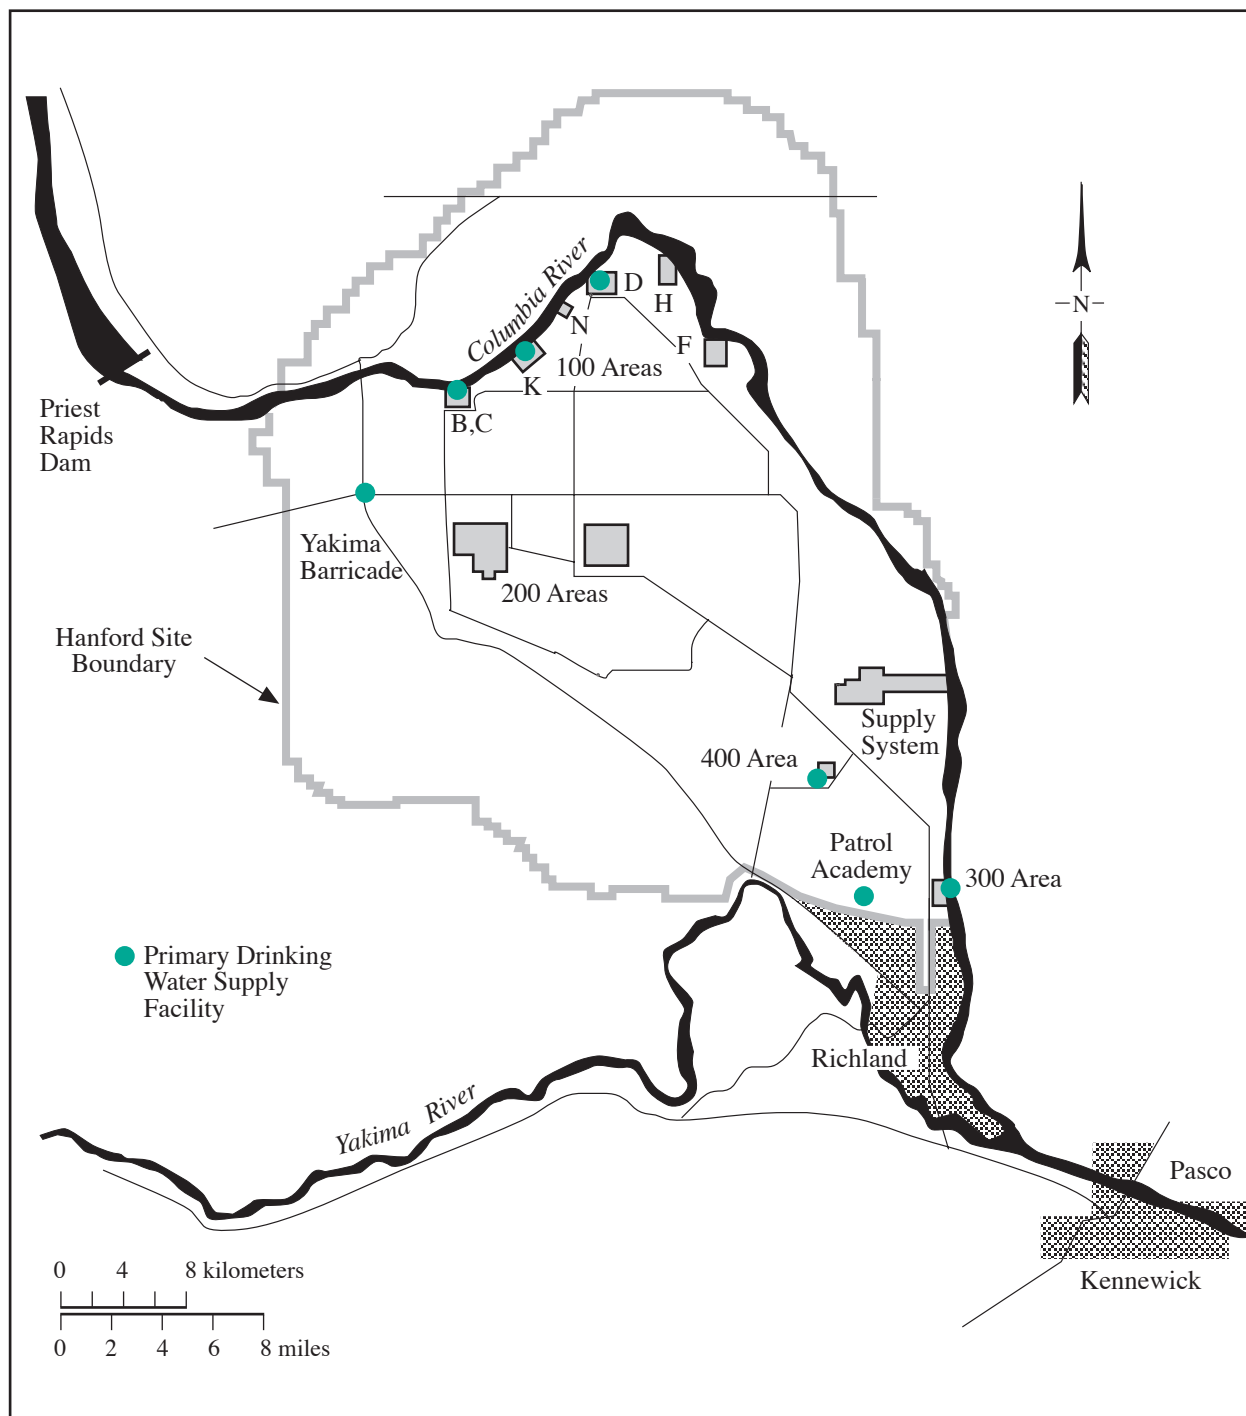 Columbia River
D
H
N
F
100 Areas
K
B,C
Priest
Rapids
Dam
N
Yakima
Barricade
200 Areas
Hanford Site
Boundary
Supply
System
400 Area
Patrol
Academy
300 Area
Primary Drinking
Water Supply
Facility
Richland
Yakima River
Pasco
Kennewick
0 4 8 kilometers
0 2 4 6 8 miles